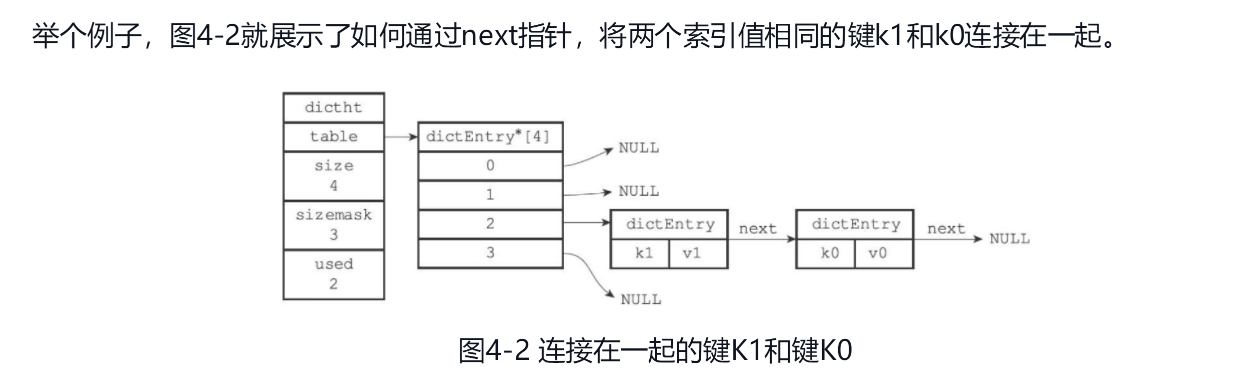 举个例子，图4-2就展示了如何通过next指针，将两个索引值相同的键k1和k0连接在一起。
dictht
table
size
4
sizemask
3
used
2
dictEntry*[4]
0
1
2
3
NULL
NULL
dictEntry
k1 v1
next
dictEntry
k0 v0
next
NULL
NULL
图4-2 连接在一起的键K1和键K0